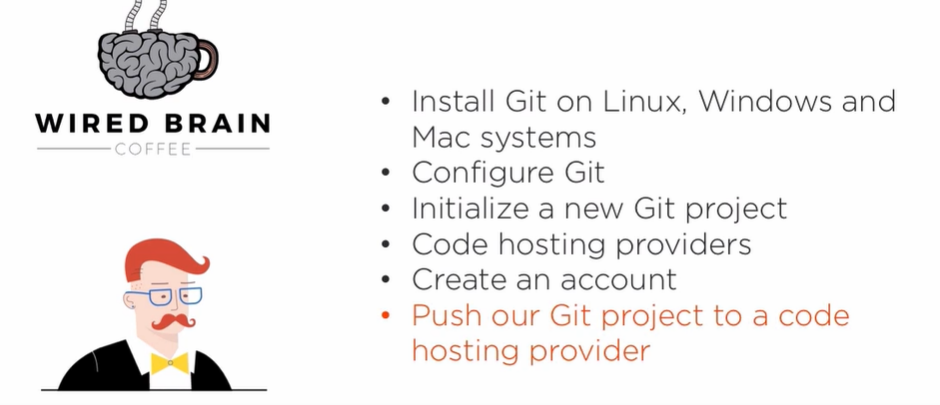 WIRED BRAIN
COFFEE
• Install Git on Linux, Windows and
Mac systems
• Configure Git
• Initialize a new Git project
• Code hosting providers
• Create an account
• Push our Git project to a code
hosting provider